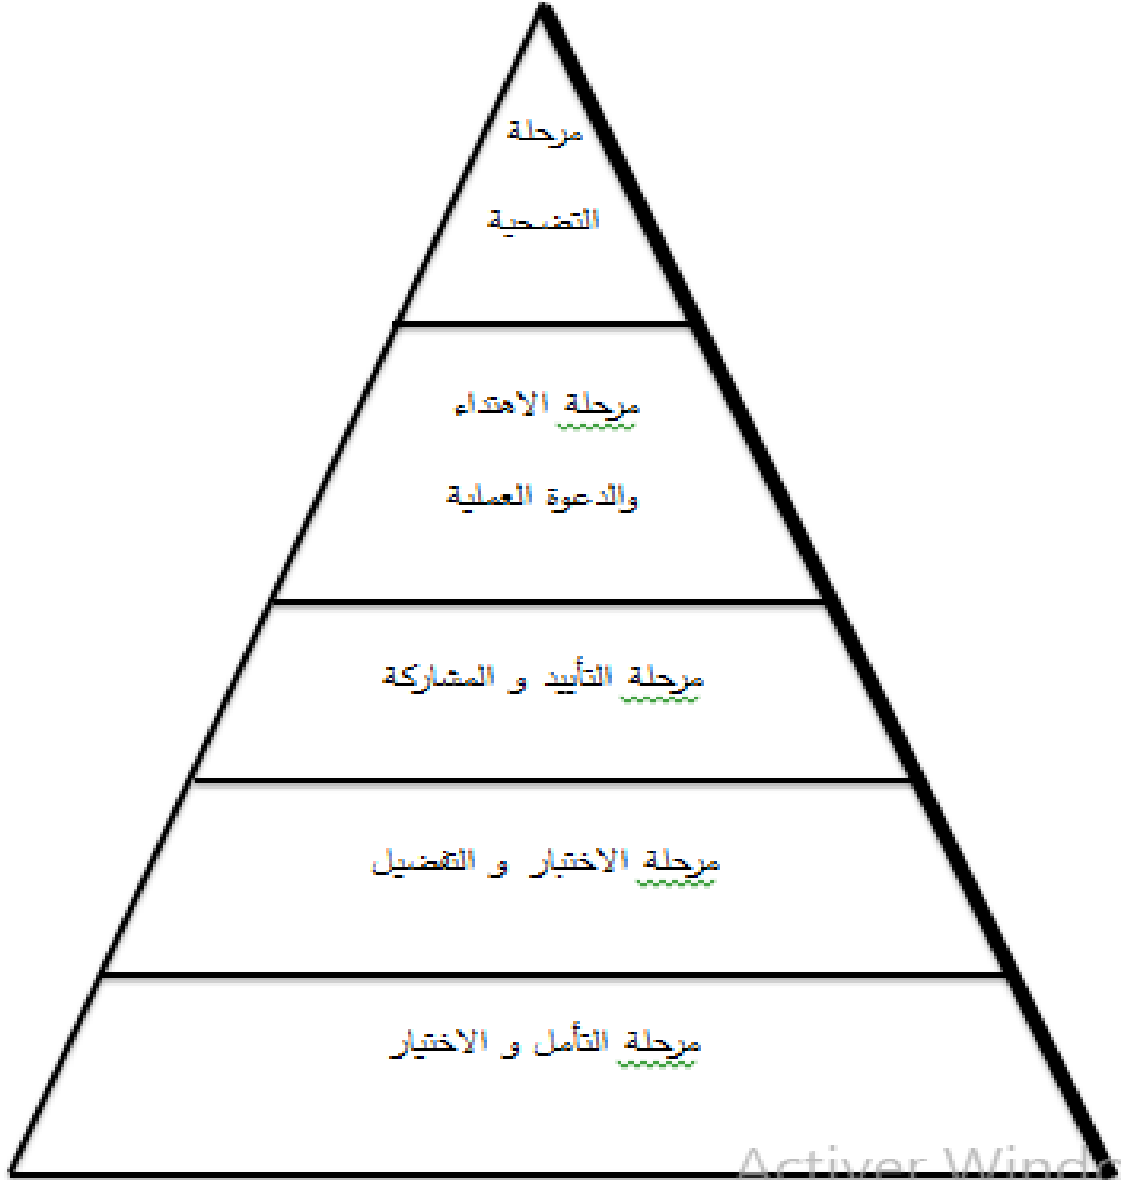 مرحلة
التضحية
مرحلة الاهتداء
والدعوة العملية
مرحلة التأييد و المشاركة
مرحلة الاختبار و التفضيل
مرحلة التأمل و الاختيار
Activer Windo